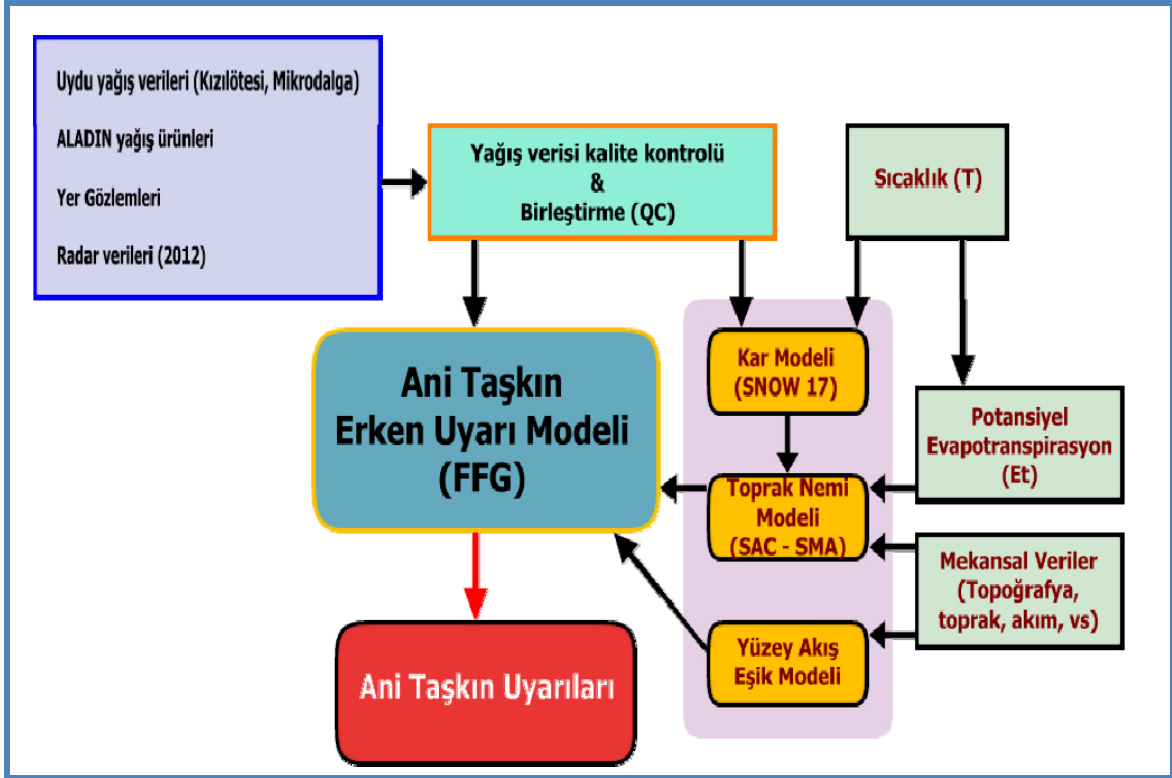 Uydu yağış verileri (Kızılötesi, Mikrodalga)
ALADIN yağış ürünleri
Yer Gözlemleri
Radar verileri (2012)
Yağış verisi kalite kontrolü
&
Birleştirme (QC)
Sıcaklık (T)
Ani Taşkın
Erken Uyarı Modeli
(FFG)
Kar Modeli
(SNOW 17)
Potansiyel
Evapotranspirasyon
(Et)
Toprak Nemi
Modeli
(SAC - SMA)
Mekansal Veriler
(Topoğrafya,
toprak, akım, vs)
Yüzey Akış
Eşik Modeli
Ani Taşkın Uyarıları